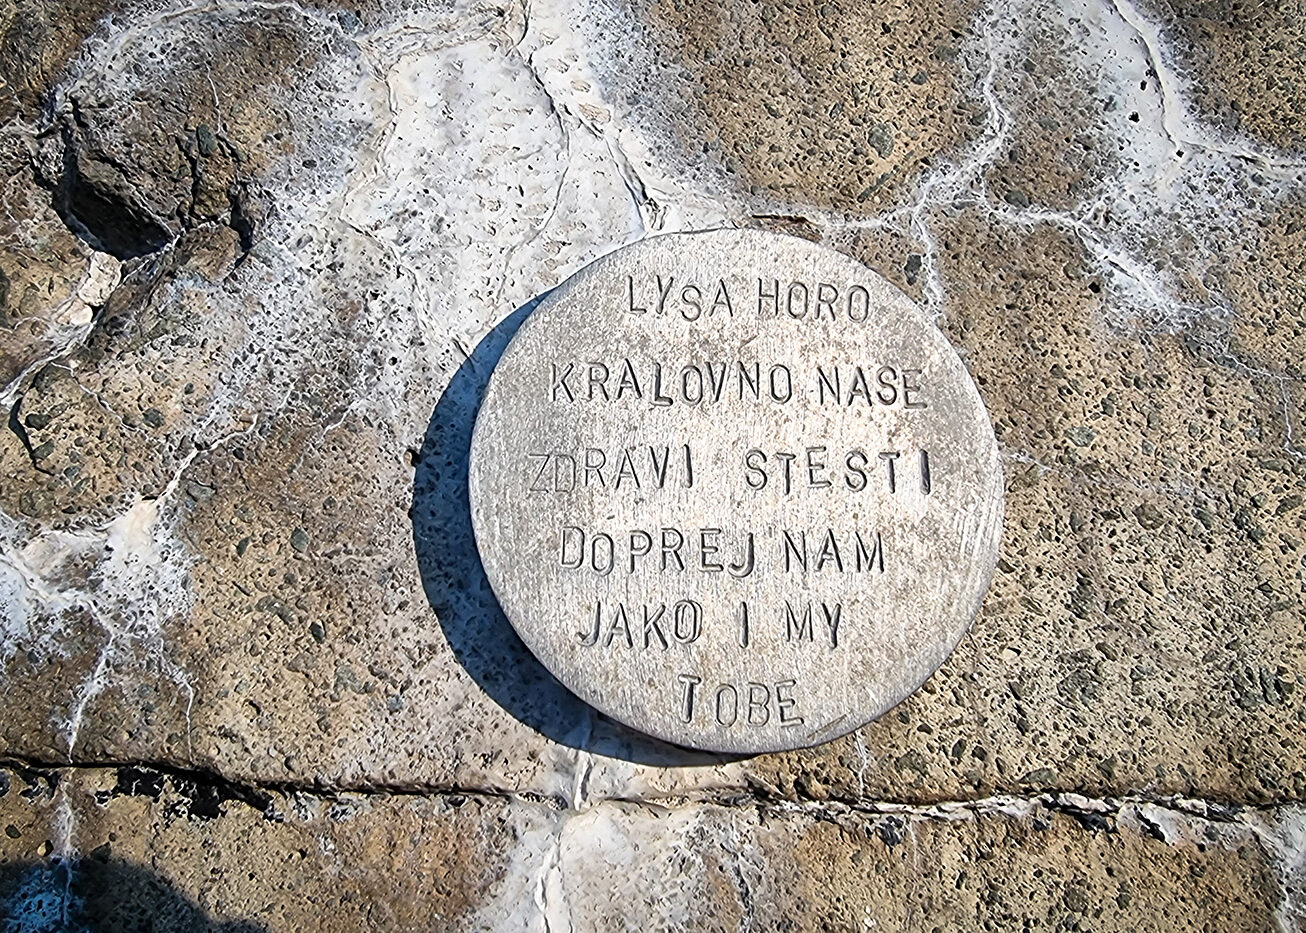 LYSA HORO
KRALOVNO NASE
ZDRAVI STESTI
DOPREJ NAM
JAKO I MY
TOBE